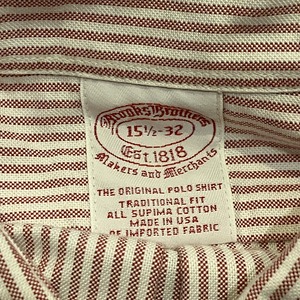 Brooks Brothers
15½-32
Est. 1818
Makers and Merchants
THE ORIGINAL POLO SHIRT
TRADITIONAL FIT
ALL SUPIMA COTTON
MADE IN USA
OF IMPORTED FABRIC